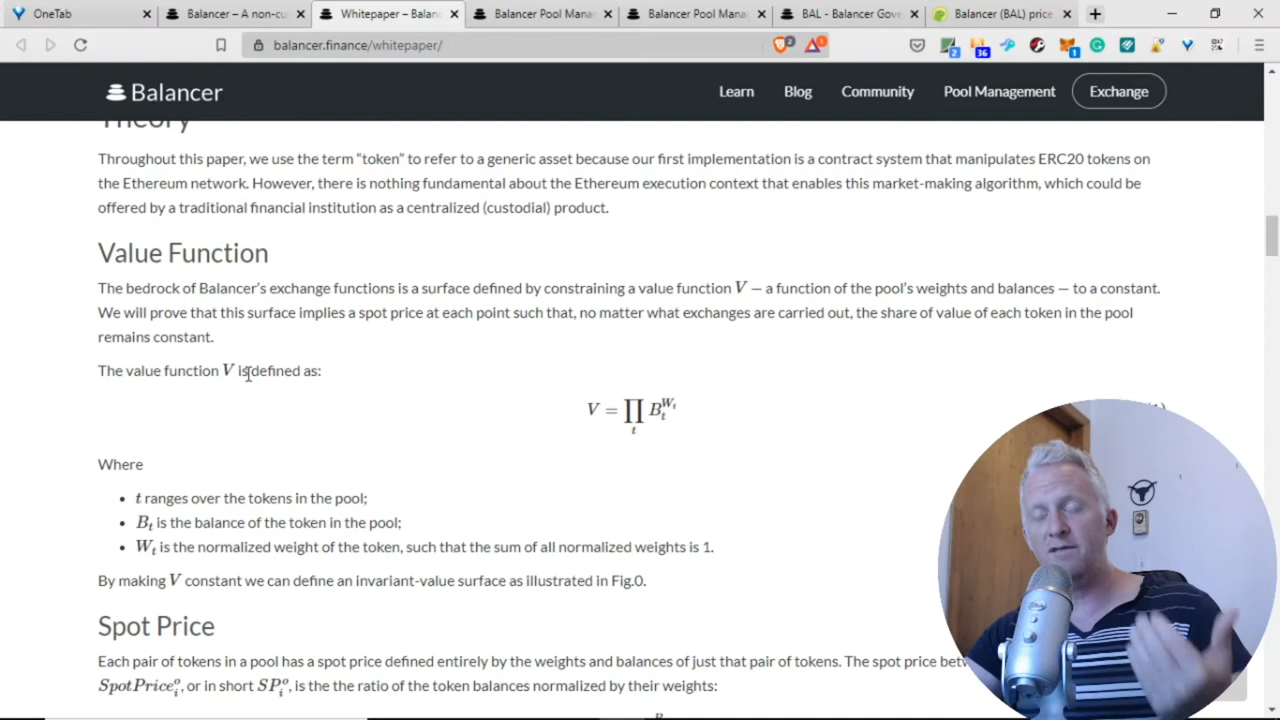 OneTab
Balancer – A non-cu
Whitepaper – Balan
Balancer Pool Mana
Balancer Pool Mana
BAL - Balancer Gove
Balancer (BAL) price
balancer.finance/whitepaper/
2
1
2
36
1
Balancer
Learn
Blog
Community
Pool Management
Exchange
Theory
Throughout this paper, we use the term “token” to refer to a generic asset because our first implementation is a contract system that manipulates ERC20 tokens on
the Ethereum network. However, there is nothing fundamental about the Ethereum execution context that enables this market-making algorithm, which could be
offered by a traditional financial institution as a centralized (custodial) product.
Value Function
The bedrock of Balancer’s exchange functions is a surface defined by constraining a value function V — a function of the pool’s weights and balances — to a constant.
We will prove that this surface implies a spot price at each point such that, no matter what exchanges are carried out, the share of value of each token in the pool
remains constant.
The value function V is defined as:
V = ∏_t B_t^{W_t}
Where
• t ranges over the tokens in the pool;
• B_t is the balance of the token in the pool;
• W_t is the normalized weight of the token, such that the sum of all normalized weights is 1.
By making V constant we can define an invariant-value surface as illustrated in Fig.0.
Spot Price
Each pair of tokens in a pool has a spot price defined entirely by the weights and balances of just that pair of tokens. The spot price
SpotPrice_i^o, or in short SP_i^o, is the the ratio of the token balances normalized by their weights: